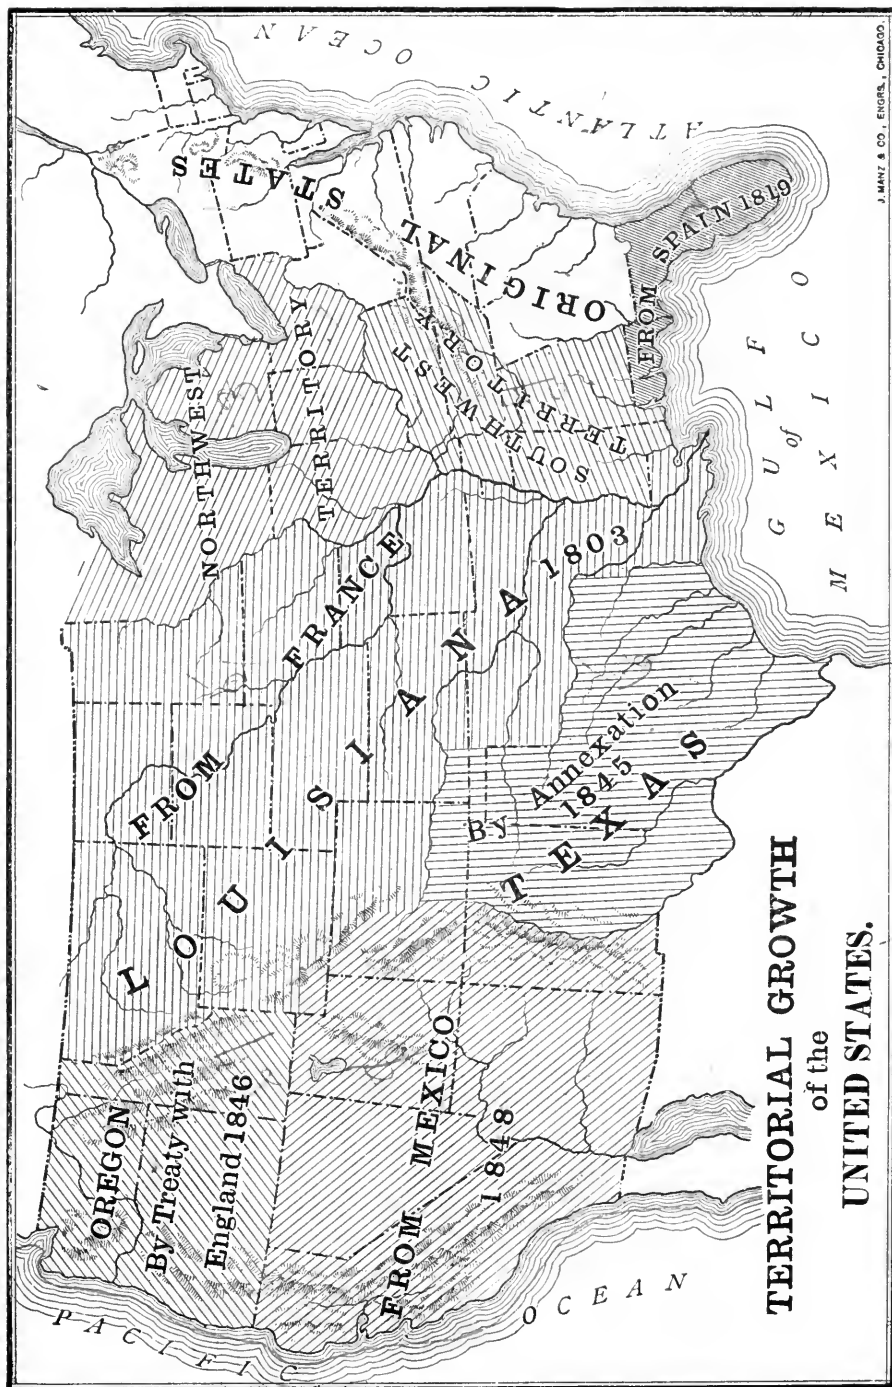 TERRITORIAL GROWTH
of the
UNITED STATES.
PACIFIC
OCEAN
OREGON
By Treaty with
England 1846
FROM MEXICO
1848
LOUISIANA 1803
FROM FRANCE
By Annexation
1845
TEXAS
NORTHWEST
TERRITORY
SOUTHWEST
TERRITORY
ORIGINAL STATES
FROM SPAIN 1819
ATLANTIC OCEAN
GULF
of
MEXICO
J. MANZ & CO., ENGRS., CHICAGO.